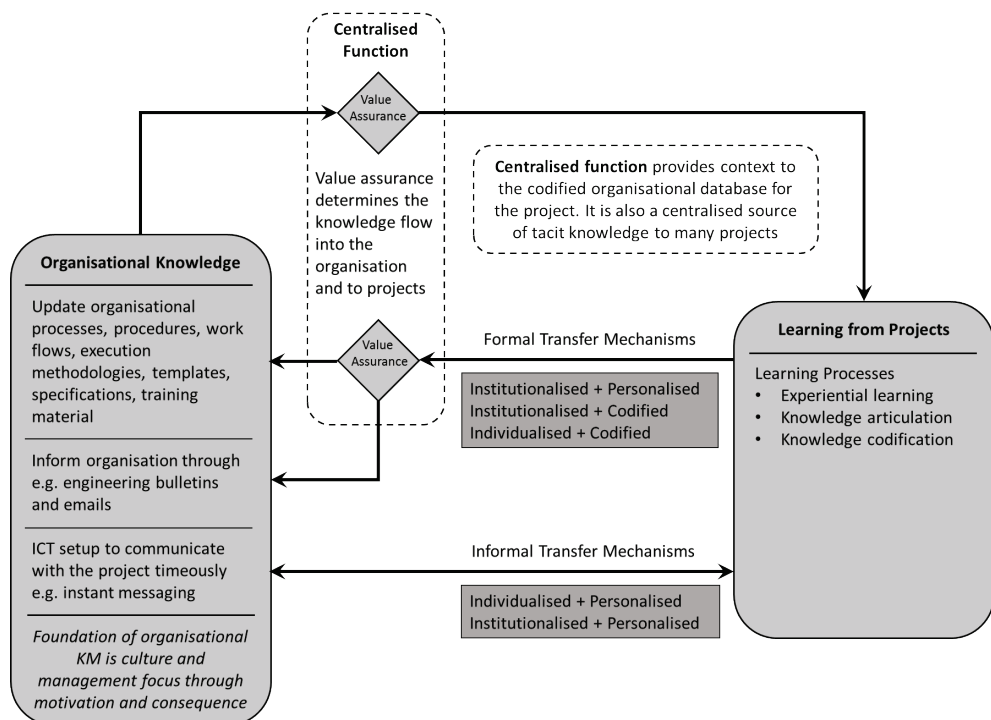 Centralised
Function
Value
Assurance
Value assurance
determines the
knowledge flow
into the
organisation
and to projects
Centralised function provides context to
the codified organisational database for
the project. It is also a centralised source
of tacit knowledge to many projects
Organisational Knowledge
Update organisational
processes, procedures, work
flows, execution
methodologies, templates,
specifications, training
material
Inform organisation through
e.g. engineering bulletins
and emails
ICT setup to communicate
with the project timeously
e.g. instant messaging
Foundation of organisational
KM is culture and
management focus through
motivation and consequence
Value
Assurance
Formal Transfer Mechanisms
Institutionalised + Personalised
Institutionalised + Codified
Individualised + Codified
Informal Transfer Mechanisms
Individualised + Personalised
Institutionalised + Personalised
Learning from Projects
Learning Processes
• Experiential learning
• Knowledge articulation
• Knowledge codification